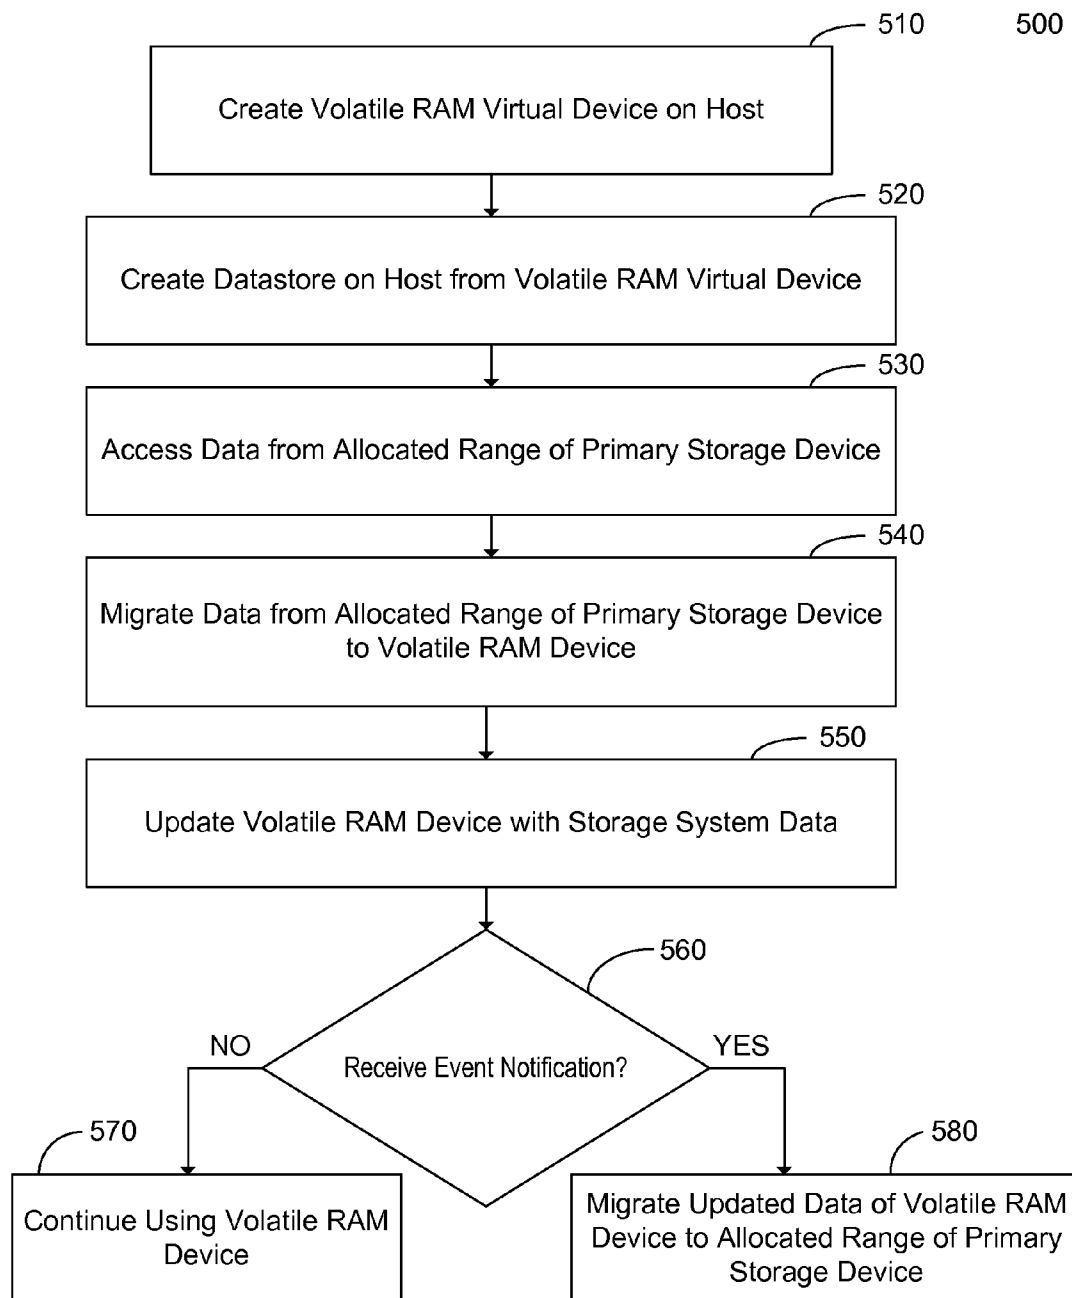 510
500
Create Volatile RAM Virtual Device on Host
520
Create Datastore on Host from Volatile RAM Virtual Device
530
Access Data from Allocated Range of Primary Storage Device
540
Migrate Data from Allocated Range of Primary Storage Device
to Volatile RAM Device
550
Update Volatile RAM Device with Storage System Data
560
NO
YES
Receive Event Notification?
570
580
Continue Using Volatile RAM
Device
Migrate Updated Data of Volatile RAM
Device to Allocated Range of Primary
Storage Device